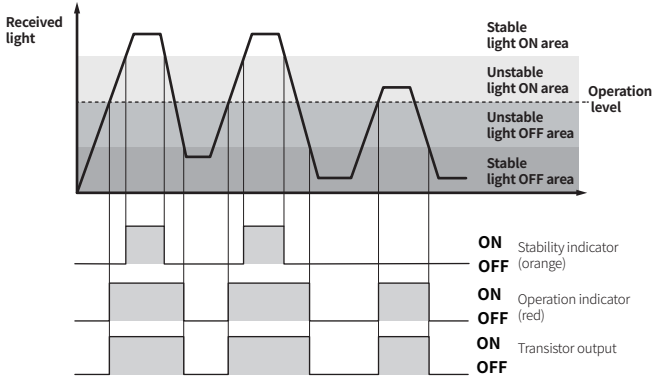 Received
light
Stable
light ON area
Unstable
light ON area
Operation
level
Unstable
light OFF area
Stable
light OFF area
ON
OFF
Stability indicator
(orange)
ON
OFF
Operation indicator
(red)
ON
OFF
Transistor output